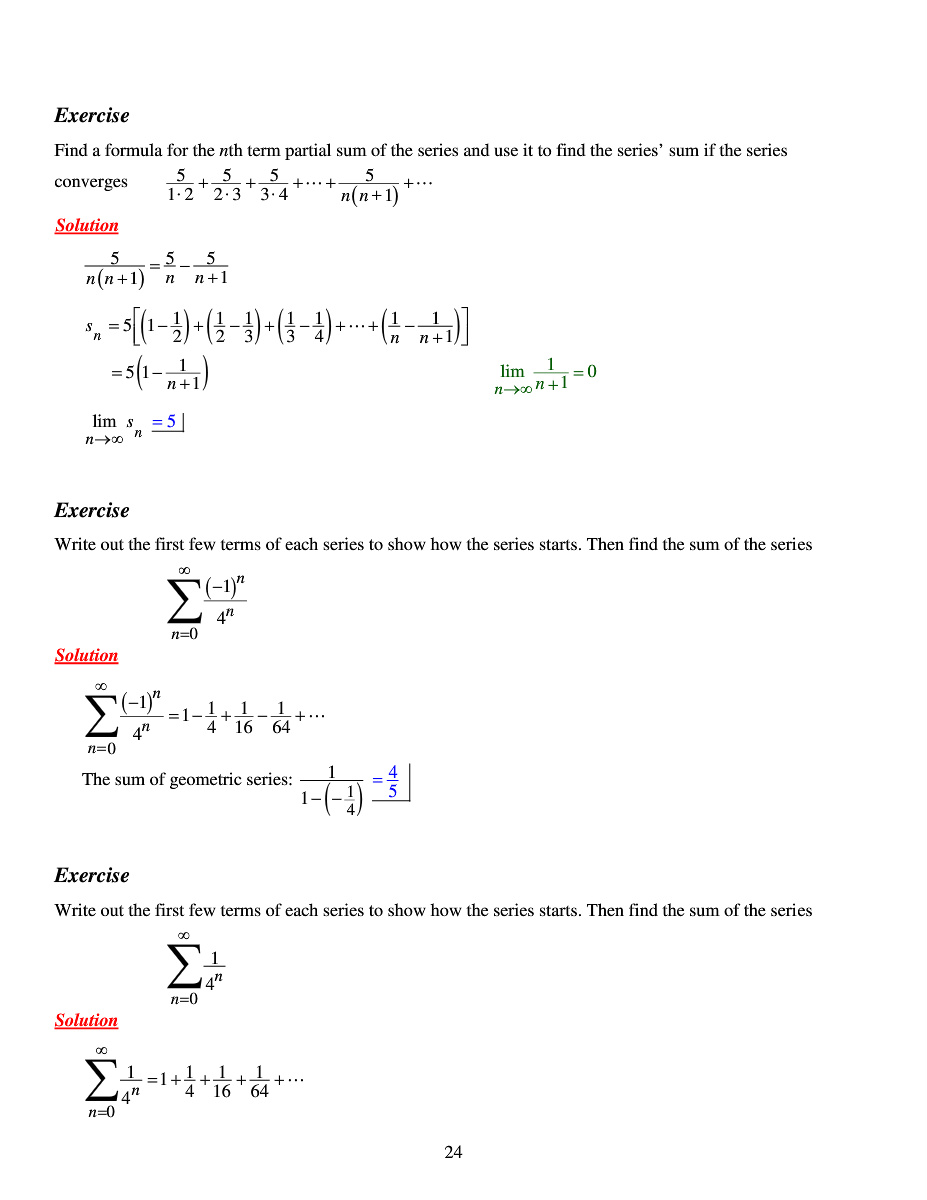 Exercise
Find a formula for the nth term partial sum of the series and use it to find the series’ sum if the series
converges $\frac{5}{1 \cdot 2} + \frac{5}{2 \cdot 3} + \frac{5}{3 \cdot 4} + \cdots + \frac{5}{n(n+1)} + \cdots$
Solution
$\frac{5}{n(n+1)} = \frac{5}{n} - \frac{5}{n+1}$
$s_n = 5\left[\left(1 - \frac{1}{2}\right) + \left(\frac{1}{2} - \frac{1}{3}\right) + \left(\frac{1}{3} - \frac{1}{4}\right) + \cdots + \left(\frac{1}{n} - \frac{1}{n+1}\right)\right]$
$= 5\left(1 - \frac{1}{n+1}\right)$ $\lim_{n \to \infty} \frac{1}{n+1} = 0$
$\lim_{n \to \infty} s_n = 5$
Exercise
Write out the first few terms of each series to show how the series starts. Then find the sum of the series
$\sum_{n=0}^{\infty} \frac{(-1)^n}{4^n}$
Solution
$\sum_{n=0}^{\infty} \frac{(-1)^n}{4^n} = 1 - \frac{1}{4} + \frac{1}{16} - \frac{1}{64} + \cdots$
The sum of geometric series: $\frac{1}{1 - \left(-\frac{1}{4}\right)} = \frac{4}{5}$
Exercise
Write out the first few terms of each series to show how the series starts. Then find the sum of the series
$\sum_{n=0}^{\infty} \frac{1}{4^n}$
Solution
$\sum_{n=0}^{\infty} \frac{1}{4^n} = 1 + \frac{1}{4} + \frac{1}{16} + \frac{1}{64} + \cdots$
24